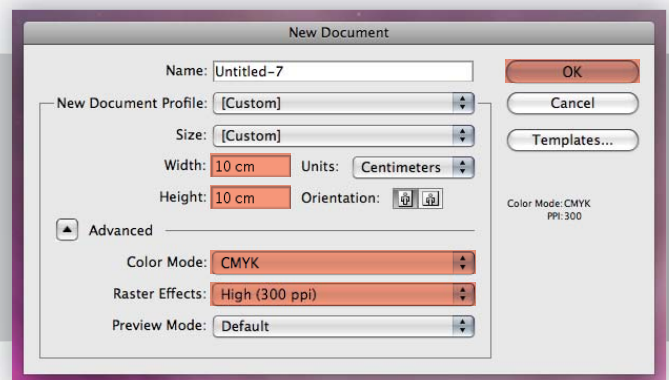 New Document
Name: Untitled-7
OK
New Document Profile: [Custom]
Cancel
Size: [Custom]
Templates...
Width: 10 cm Units: Centimeters
Height: 10 cm Orientation:
Color Mode: CMYK
PPI: 300
Advanced
Color Mode: CMYK
Raster Effects: High (300 ppi)
Preview Mode: Default